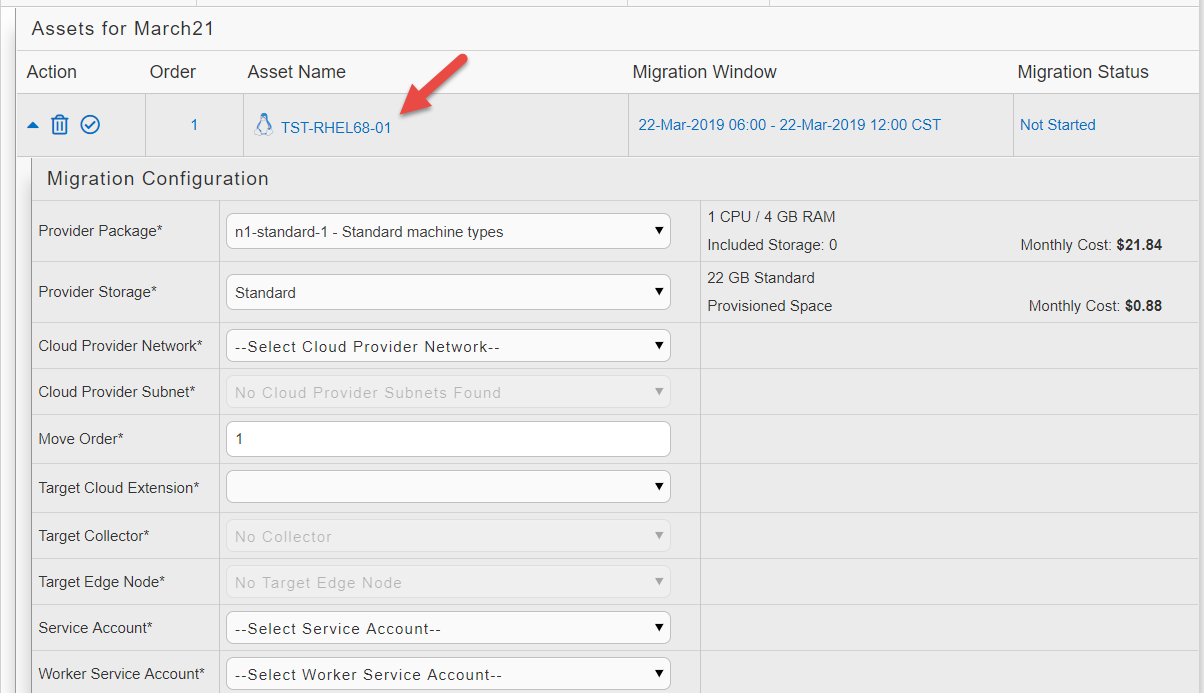 Assets for March21
Action Order Asset Name Migration Window Migration Status
1 TST-RHEL68-01 22-Mar-2019 06:00 - 22-Mar-2019 12:00 CST Not Started
Migration Configuration
Provider Package* n1-standard-1 - Standard machine types 1 CPU / 4 GB RAM
Included Storage: 0 Monthly Cost: $21.84
Provider Storage* Standard 22 GB Standard
Provisioned Space Monthly Cost: $0.88
Cloud Provider Network* --Select Cloud Provider Network--
Cloud Provider Subnet* No Cloud Provider Subnets Found
Move Order* 1
Target Cloud Extension*
Target Collector* No Collector
Target Edge Node* No Target Edge Node
Service Account* --Select Service Account--
Worker Service Account* --Select Worker Service Account--